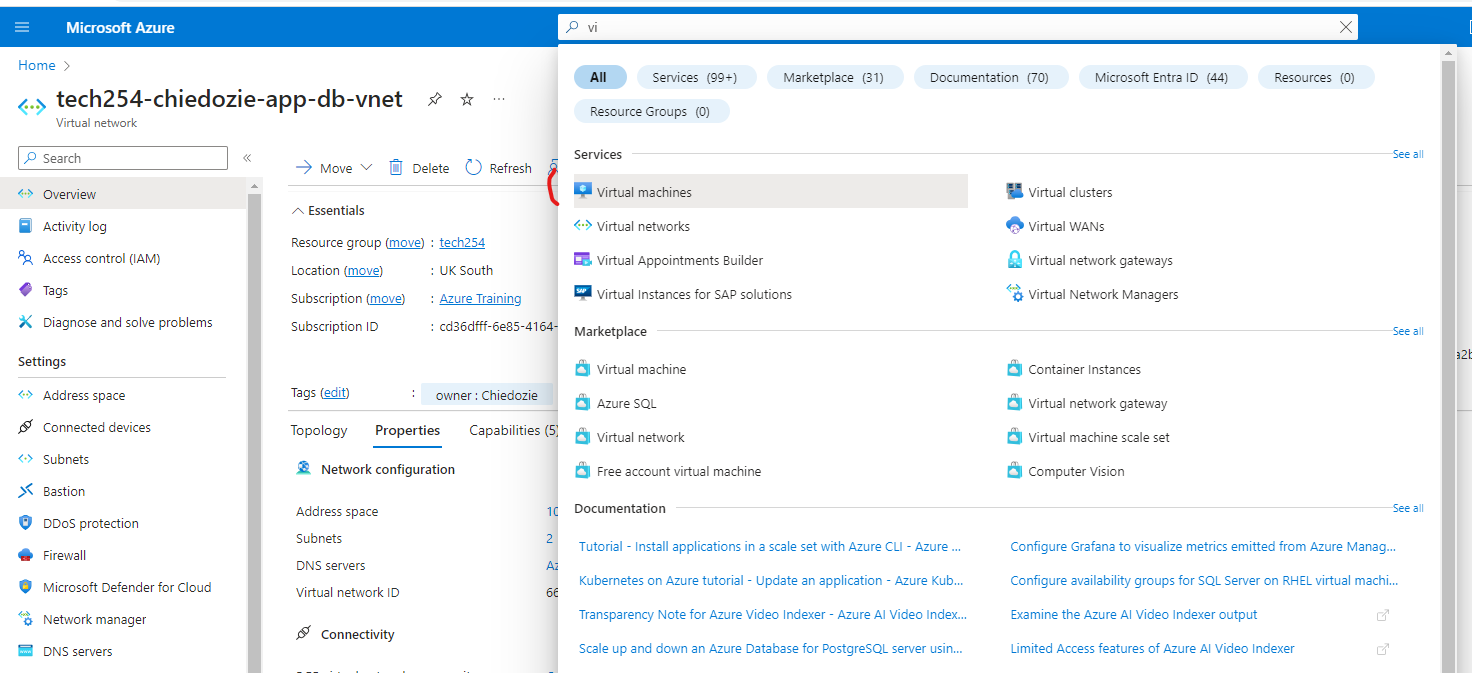 Microsoft Azure
vi
Home
tech254-chiedozie-app-db-vnet
Virtual network
Search
Overview
Activity log
Access control (IAM)
Tags
Diagnose and solve problems
Settings
Address space
Connected devices
Subnets
Bastion
DDoS protection
Firewall
Microsoft Defender for Cloud
Network manager
DNS servers
Move Delete Refresh
Essentials
Resource group (move) : tech254
Location (move) : UK South
Subscription (move) : Azure Training
Subscription ID : cd36dfff-6e85-4164-
Tags (edit) : owner : Chiedozie
Topology Properties Capabilities (5)
Network configuration
Address space 10
Subnets 2
DNS servers Az
Virtual network ID 66
Connectivity
All Services (99+) Marketplace (31) Documentation (70) Microsoft Entra ID (44) Resources (0)
Resource Groups (0)
Services See all
Virtual machines Virtual clusters
Virtual networks Virtual WANs
Virtual Appointments Builder Virtual network gateways
Virtual Instances for SAP solutions Virtual Network Managers
Marketplace See all
Virtual machine Container Instances
Azure SQL Virtual network gateway
Virtual network Virtual machine scale set
Free account virtual machine Computer Vision
Documentation See all
Tutorial - Install applications in a scale set with Azure CLI - Azure ... Configure Grafana to visualize metrics emitted from Azure Manag...
Kubernetes on Azure tutorial - Update an application - Azure Kub... Configure availability groups for SQL Server on RHEL virtual machi...
Transparency Note for Azure Video Indexer - Azure AI Video Index... Examine the Azure AI Video Indexer output
Scale up and down an Azure Database for PostgreSQL server usin... Limited Access features of Azure AI Video Indexer
a2b